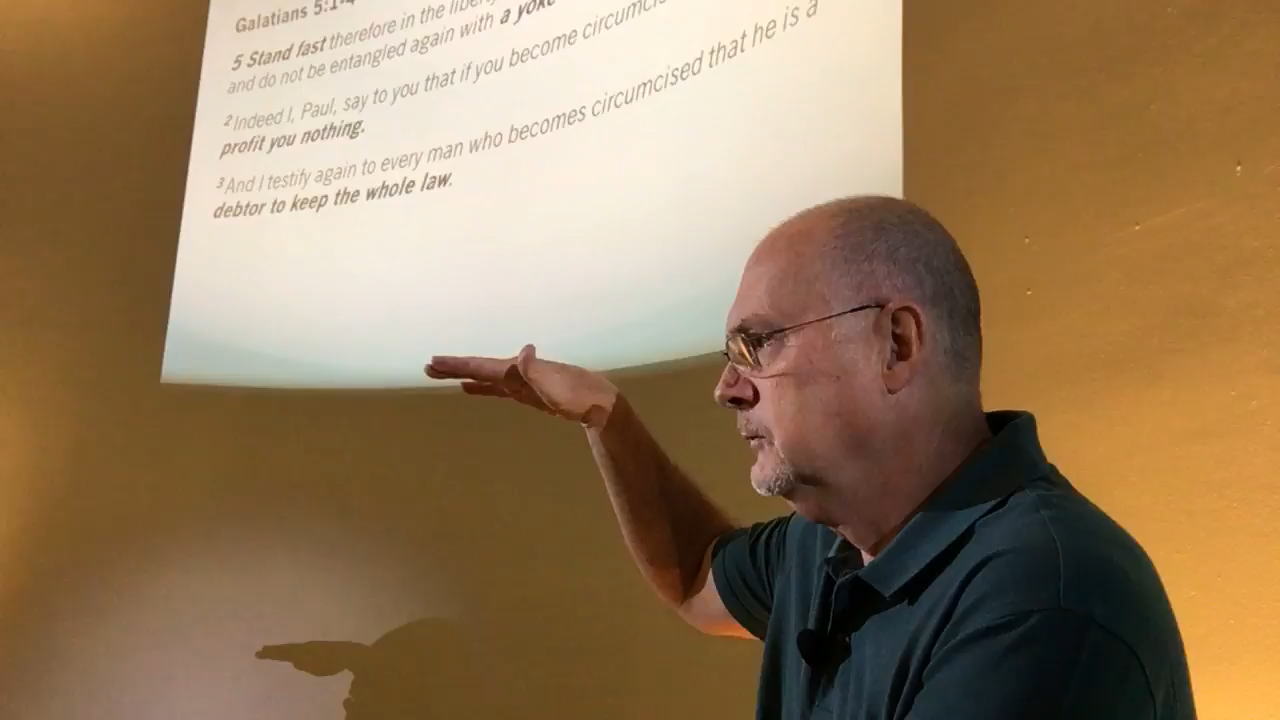 Galatians 5:1-4
5 Stand fast therefore in the liberty
and do not be entangled again with a yoke
² Indeed I, Paul, say to you that if you become
profit you nothing.
³ And I testify again to every man who becomes circumcised that he is a
debtor to keep the whole law.